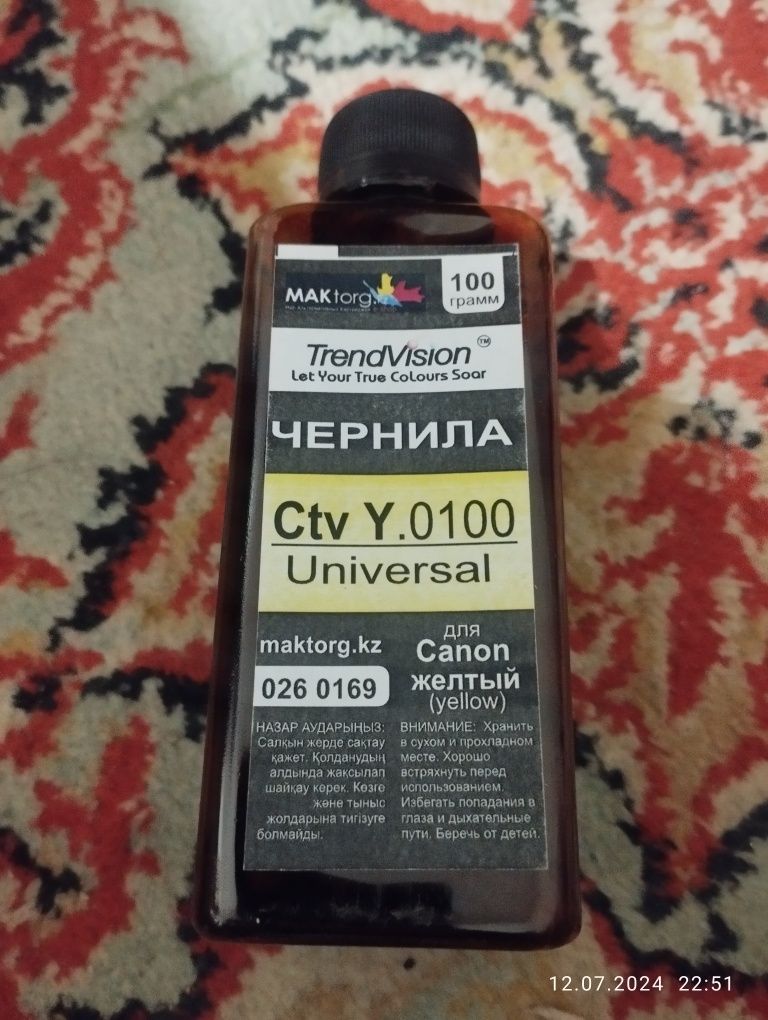 MAKtorg
100
грамм
TrendVision™
Let Your True Colours Soar
ЧЕРНИЛА
Ctv Y.0100
Universal
maktorg.kz
026 0169
для
Canon
желтый
(yellow)
НАЗАР АУДАРЫҢЫЗ:
Салқын жерде сақтау
қажет. Қолданудың
алдында жақсылап
шайқау керек. Көзге
және тыныс
жолдарына тигізуге
болмайды.
ВНИМАНИЕ: Хранить
в сухом и прохладном
месте. Хорошо
встряхнуть перед
использованием.
Избегать попадания в
глаза и дыхательные
пути. Беречь от детей.
12.07.2024 22:51